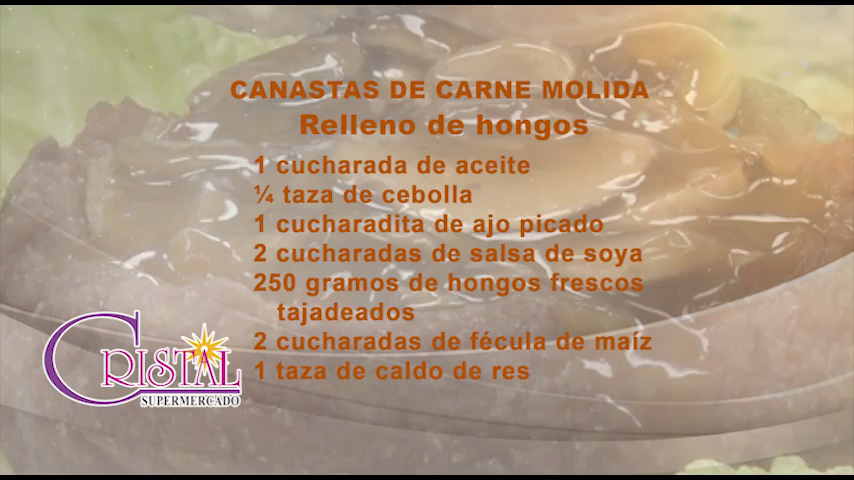 CANASTAS DE CARNE MOLIDA
Relleno de hongos
1 cucharada de aceite
¼ taza de cebolla
1 cucharadita de ajo picado
2 cucharadas de salsa de soya
250 gramos de hongos frescos
tajadeados
2 cucharadas de fécula de maíz
1 taza de caldo de res
CRISTAL
SUPERMERCADO